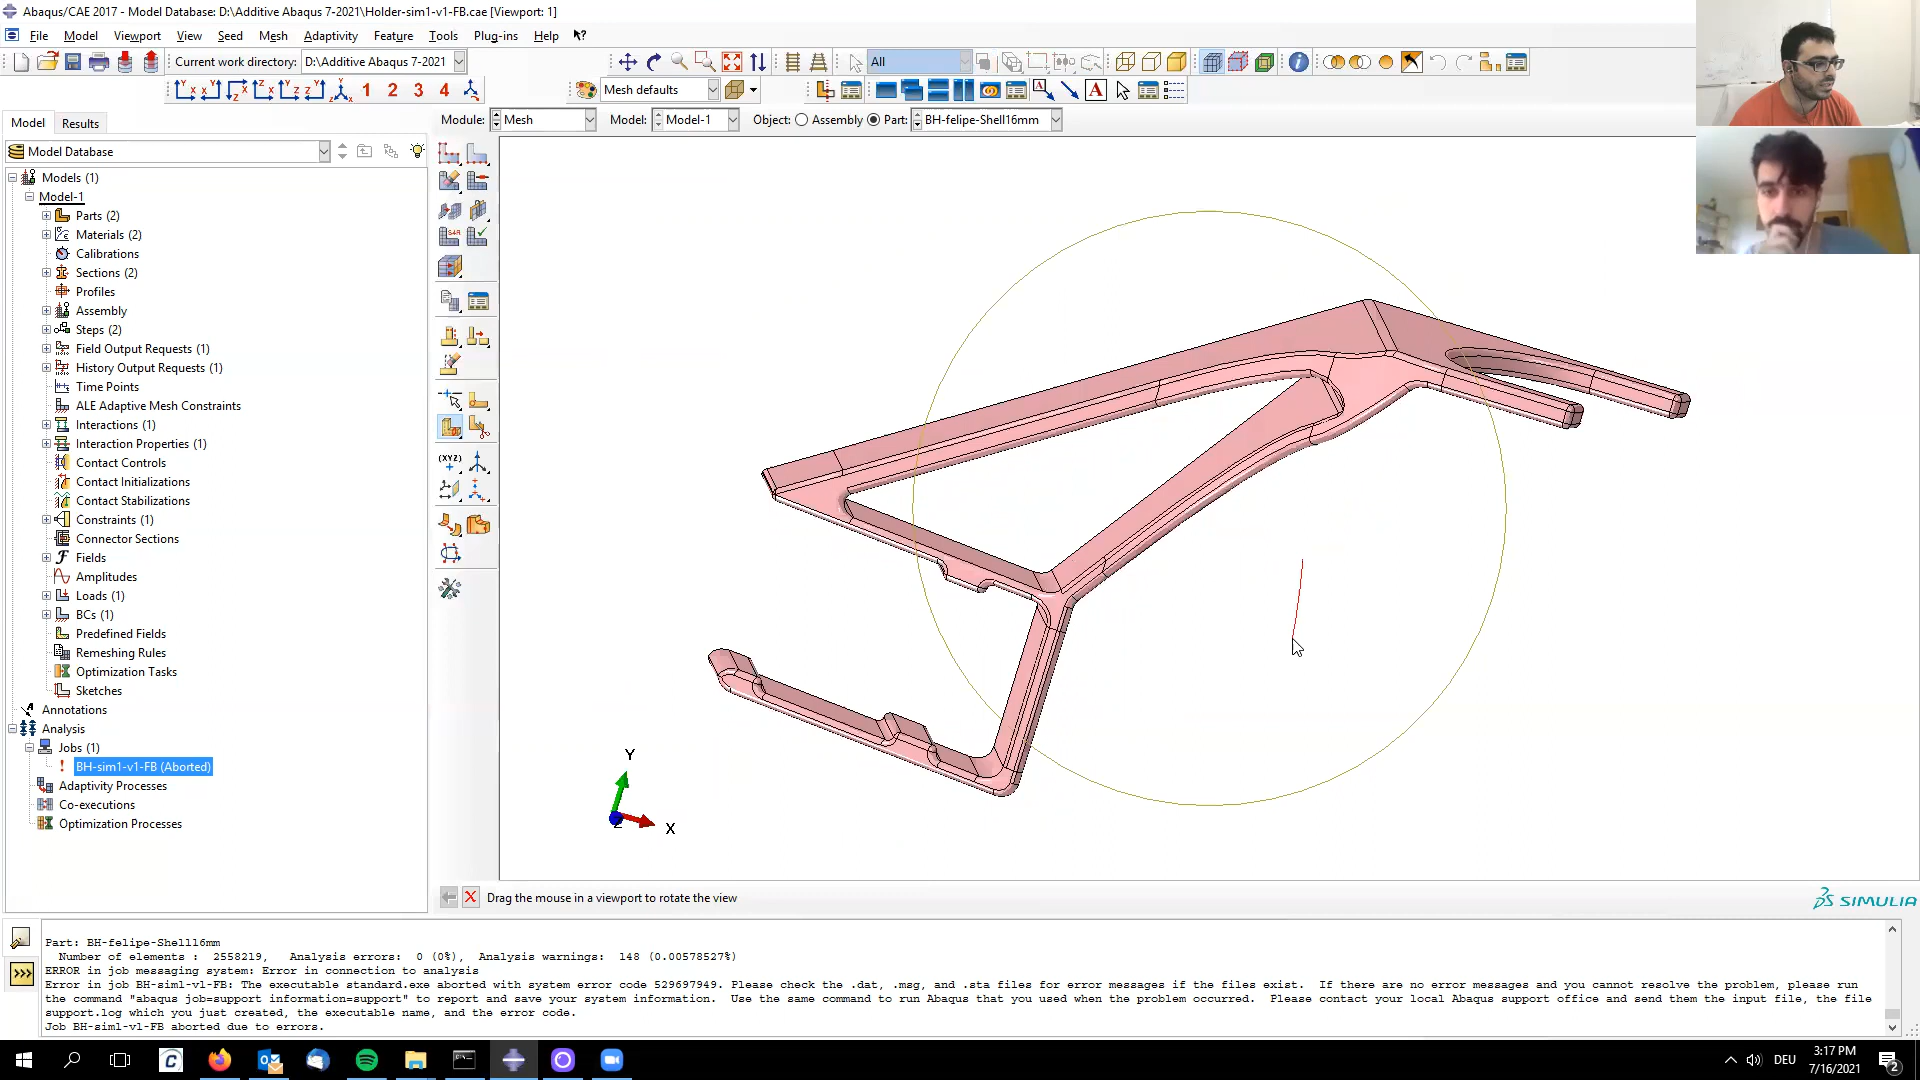 Abaqus/CAE 2017 - Model Database: D:\Additive Abaqus 7-2021\Holder-sim1-v1-FB.cae [Viewport: 1]
File Model Viewport View Seed Mesh Adaptivity Feature Tools Plug-ins Help
Current work directory: D:\Additive Abaqus 7-2021
All
1 2 3 4
Mesh defaults
Model Results
Module: Mesh Model: Model-1 Object: Assembly Part: BH-felipe-Shell16mm
Model Database
Models (1)
Model-1
Parts (2)
Materials (2)
Calibrations
Sections (2)
Profiles
Assembly
Steps (2)
Field Output Requests (1)
History Output Requests (1)
Time Points
ALE Adaptive Mesh Constraints
Interactions (1)
Interaction Properties (1)
Contact Controls
Contact Initializations
Contact Stabilizations
Constraints (1)
Connector Sections
Fields
Amplitudes
Loads (1)
BCs (1)
Predefined Fields
Remeshing Rules
Optimization Tasks
Sketches
Annotations
Analysis
Jobs (1)
BH-sim1-v1-FB (Aborted)
Adaptivity Processes
Co-executions
Optimization Processes
(XYZ)
Y
Z
X
Drag the mouse in a viewport to rotate the view
SIMULIA
Part: BH-felipe-Shell16mm
Number of elements : 2558219, Analysis errors: 0 (0%), Analysis warnings: 148 (0.00578527%)
ERROR in job messaging system: Error in connection to analysis
Error in job BH-sim1-v1-FB: The executable standard.exe aborted with system error code 529697949. Please check the .dat, .msg, and .sta files for error messages if the files exist. If there are no error messages and you cannot resolve the problem, please run
the command "abaqus job=support information=support" to report and save your system information. Use the same command to run Abaqus that you used when the problem occurred. Please contact your local Abaqus support office and send them the input file, the file
support.log which you just created, the executable name, and the error code.
Job BH-sim1-v1-FB aborted due to errors.
DEU
3:17 PM
7/16/2021
2